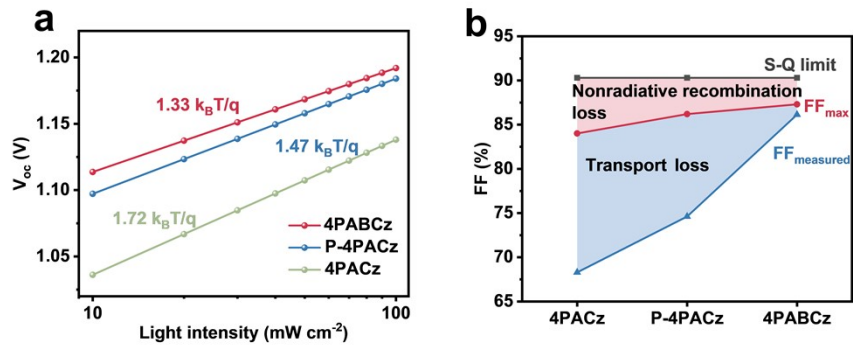 a
1.20
1.15
1.10
1.05
V_oc (V)
1.33 k_BT/q
1.47 k_BT/q
1.72 k_BT/q
4PABCz
P-4PACz
4PACz
10
100
Light intensity (mW cm⁻²)
b
95
90
85
80
75
70
65
FF (%)
S-Q limit
Nonradiative recombination
loss
FF_max
Transport loss
FF_measured
4PACz
P-4PACz
4PABCz